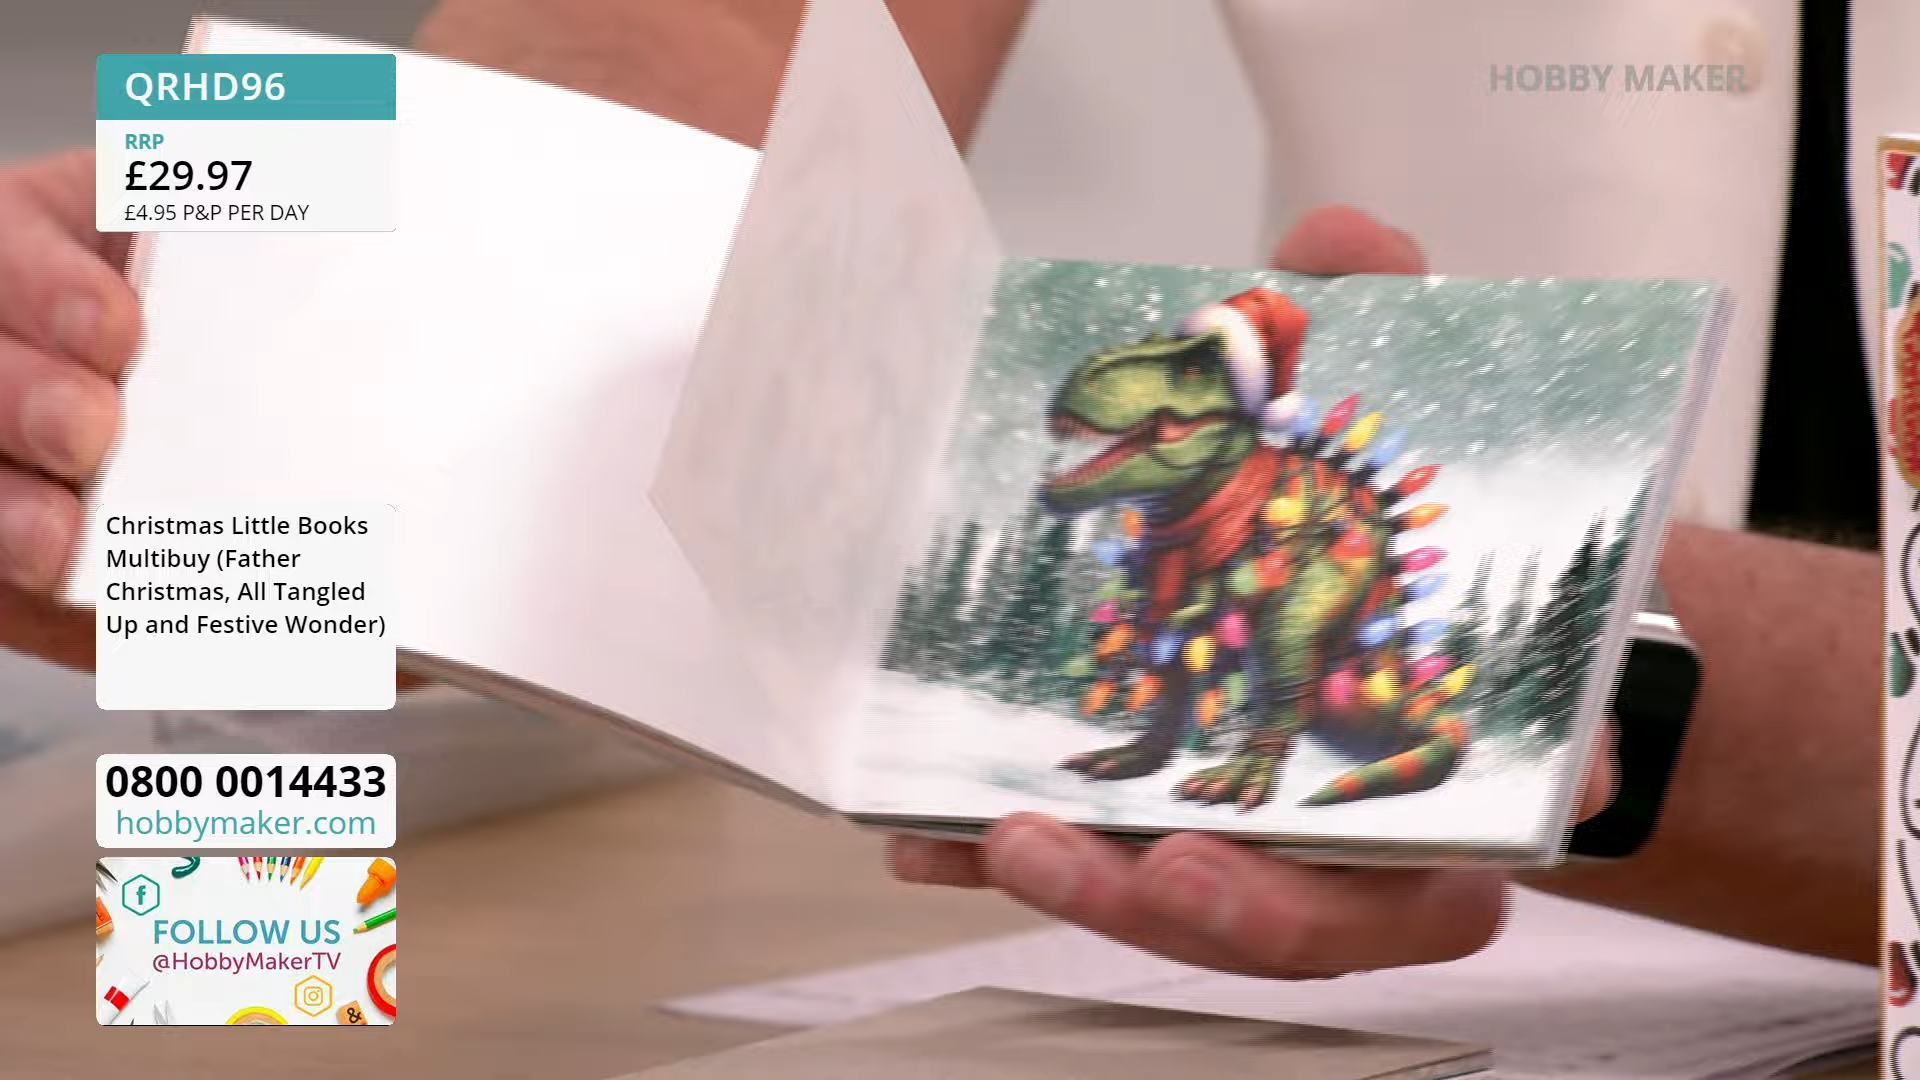 QRHD96
RRP
£29.97
£4.95 P&P PER DAY
HOBBY MAKER
Christmas Little Books
Multibuy (Father
Christmas, All Tangled
Up and Festive Wonder)
0800 0014433
hobbymaker.com
FOLLOW US
@HobbyMakerTV
&